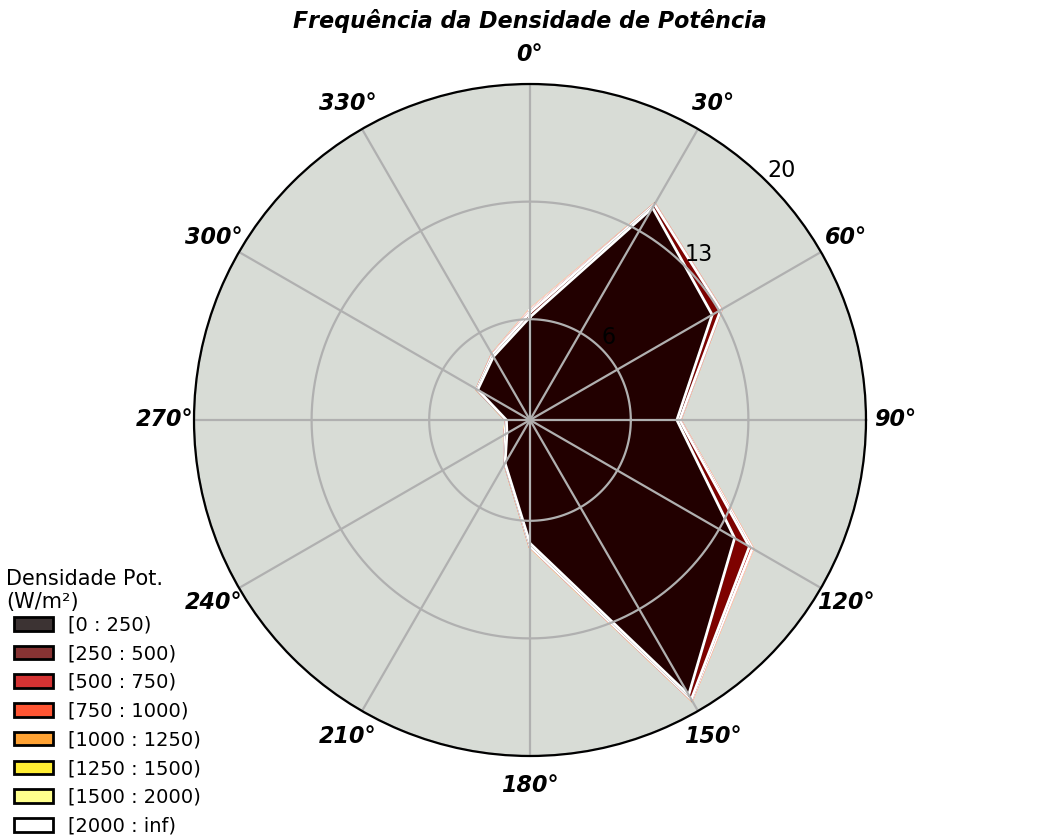 Frequência da Densidade de Potência
0°
330°
30°
20
300°
60°
13
6
270°
90°
Densidade Pot.
(W/m²)
240°
120°
[0 : 250)
[250 : 500)
[500 : 750)
[750 : 1000)
210°
150°
[1000 : 1250)
[1250 : 1500)
180°
[1500 : 2000)
[2000 : inf)